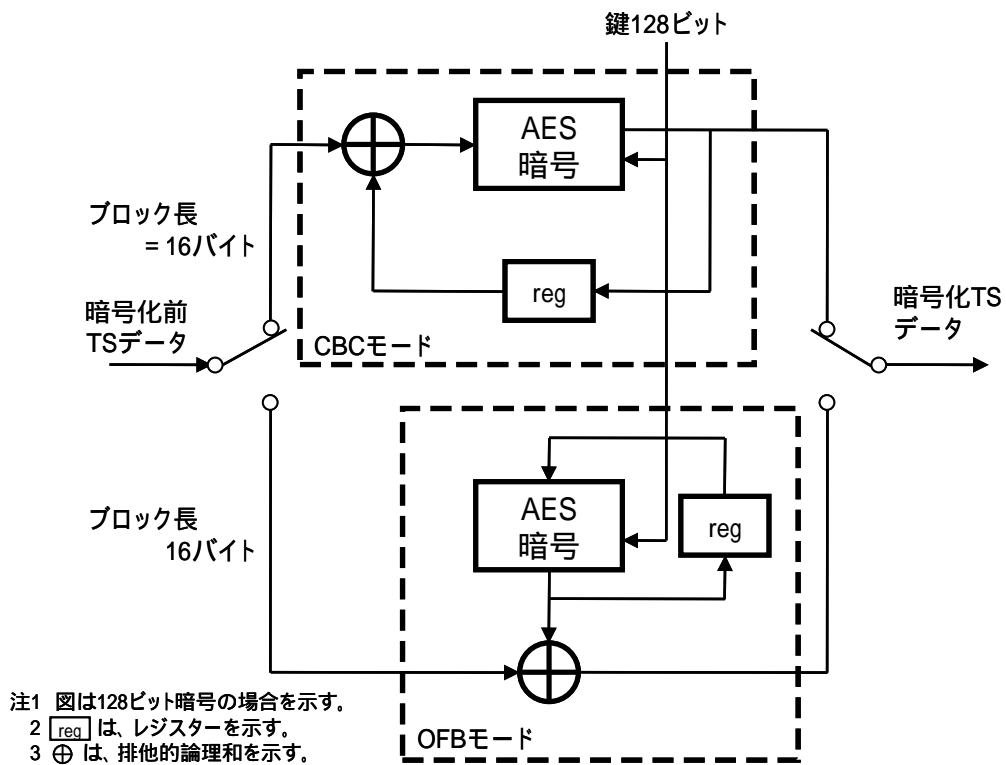 鍵128ビット
AES
暗号
ブロック長
= 16バイト
reg
暗号化前
TSデータ
暗号化TS
データ
CBCモード
AES
暗号
reg
ブロック長
16バイト
注1 図は128ビット暗号の場合を示す。
2 reg は、レジスターを示す。
3 ⊕ は、排他的論理和を示す。
OFBモード